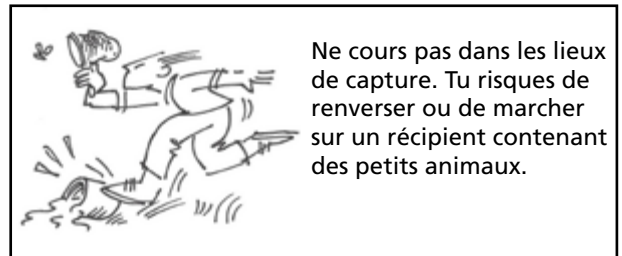 Ne cours pas dans les lieux
de capture. Tu risques de
renverser ou de marcher
sur un récipient contenant
des petits animaux.